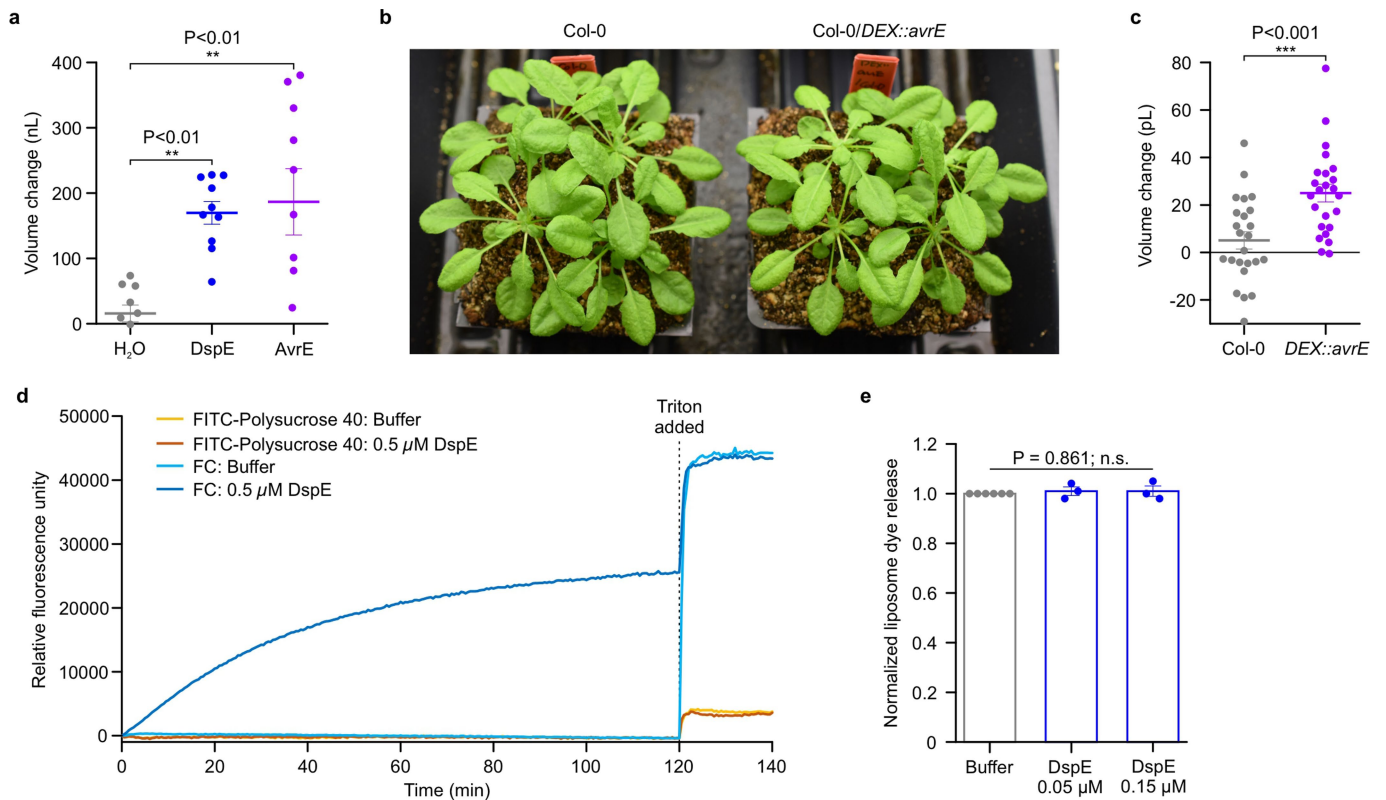 a
P<0.01
**
P<0.01
**
Volume change (nL)
400
300
200
100
0
H₂O
DspE
AvrE
b
Col-0
Col-0/DEX::avrE
c
P<0.001
***
Volume change (pL)
80
60
40
20
0
-20
Col-0
DEX::avrE
d
Relative fluorescence unity
50000
40000
30000
20000
10000
0
FITC-Polysucrose 40: Buffer
FITC-Polysucrose 40: 0.5 µM DspE
FC: Buffer
FC: 0.5 µM DspE
Triton
added
0
20
40
60
80
100
120
140
Time (min)
e
Normalized liposome dye release
1.2
1.0
0.8
0.6
0.4
0.2
0
P = 0.861; n.s.
Buffer
DspE
0.05 µM
DspE
0.15 µM